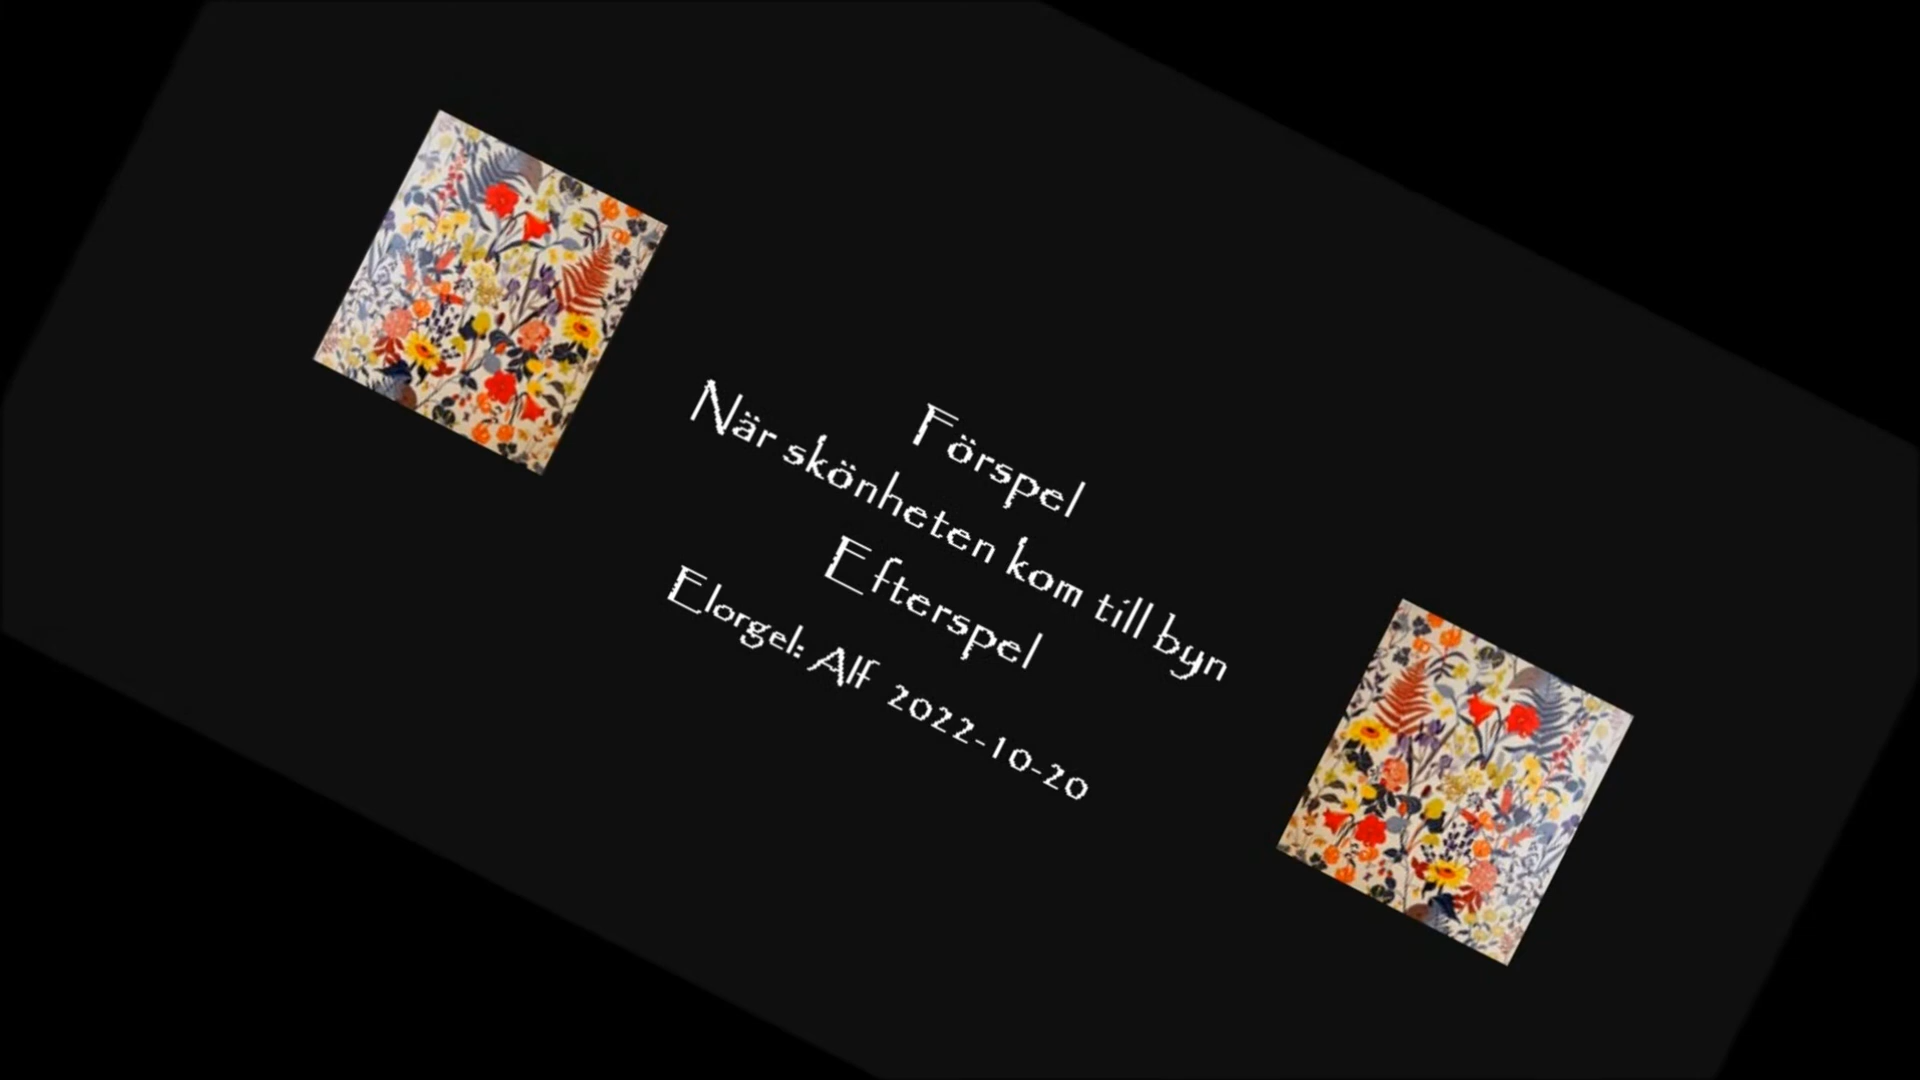 Förspel
När skönheten kom till byn
Efterspel
Elorgel: Alf 2022-10-20